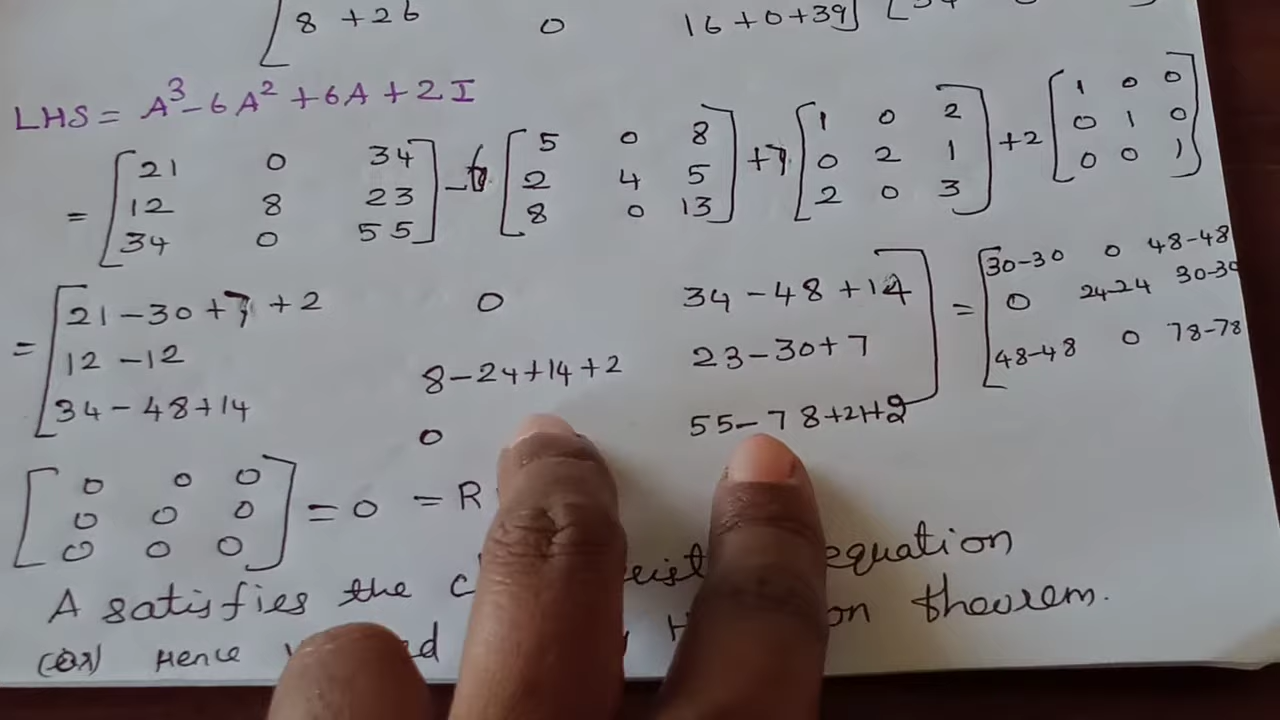 [ 8 + 26 0 16 + 0 + 39 ] [
LHS = A³ - 6A² + 6A + 2I
= [ 21 0 34 ; 12 8 23 ; 34 0 55 ] - 6 [ 5 0 8 ; 2 4 5 ; 8 0 13 ] + 7 [ 1 0 2 ; 0 2 1 ; 2 0 3 ] + 2 [ 1 0 0 ; 0 1 0 ; 0 0 1 ]
= [ 21 - 30 + 7 + 2 0 34 - 48 + 14 ; 12 - 12 8 - 24 + 14 + 2 23 - 30 + 7 ; 34 - 48 + 14 0 55 - 78 + 21 + 2 ] = [ 30-30 0 48-48 ; 0 24-24 30-30 ; 48-48 0 78-78 ]
[ 0 0 0 ; 0 0 0 ; 0 0 0 ] = 0 = R
A satisfies the equation
(or) Hence theorem.